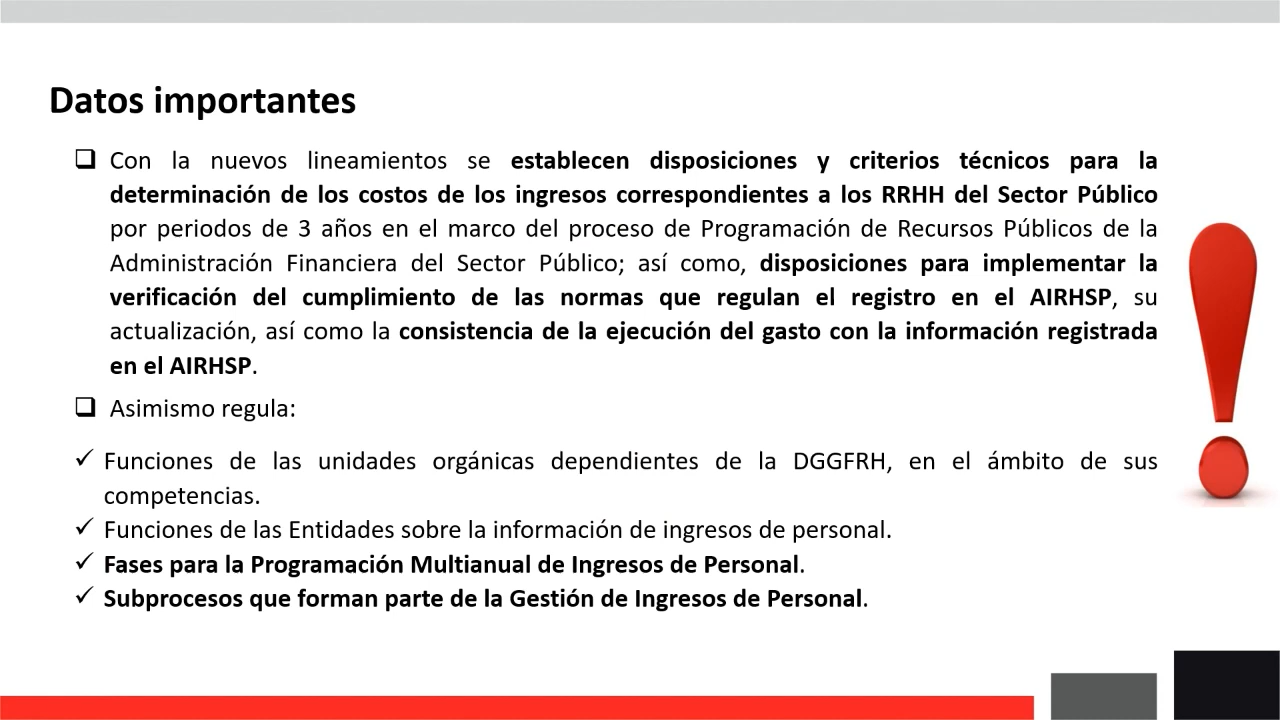 Datos importantes
❑ Con la nuevos lineamientos se establecen disposiciones y criterios técnicos para la
determinación de los costos de los ingresos correspondientes a los RRHH del Sector Público
por periodos de 3 años en el marco del proceso de Programación de Recursos Públicos de la
Administración Financiera del Sector Público; así como, disposiciones para implementar la
verificación del cumplimiento de las normas que regulan el registro en el AIRHSP, su
actualización, así como la consistencia de la ejecución del gasto con la información registrada
en el AIRHSP.
❑ Asimismo regula:
✓ Funciones de las unidades orgánicas dependientes de la DGGFRH, en el ámbito de sus
competencias.
✓ Funciones de las Entidades sobre la información de ingresos de personal.
✓ Fases para la Programación Multianual de Ingresos de Personal.
✓ Subprocesos que forman parte de la Gestión de Ingresos de Personal.